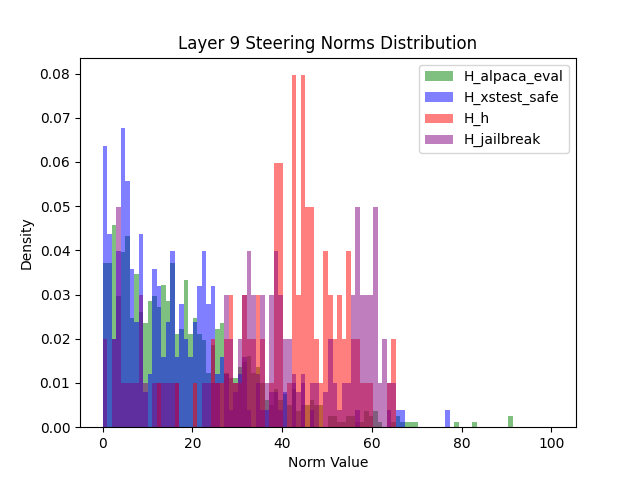 Layer 9 Steering Norms Distribution
H_alpaca_eval
H_xstest_safe
H_h
H_jailbreak
0.08
0.07
0.06
0.05
0.04
0.03
0.02
0.01
0.00
Density
0 20 40 60 80 100
Norm Value